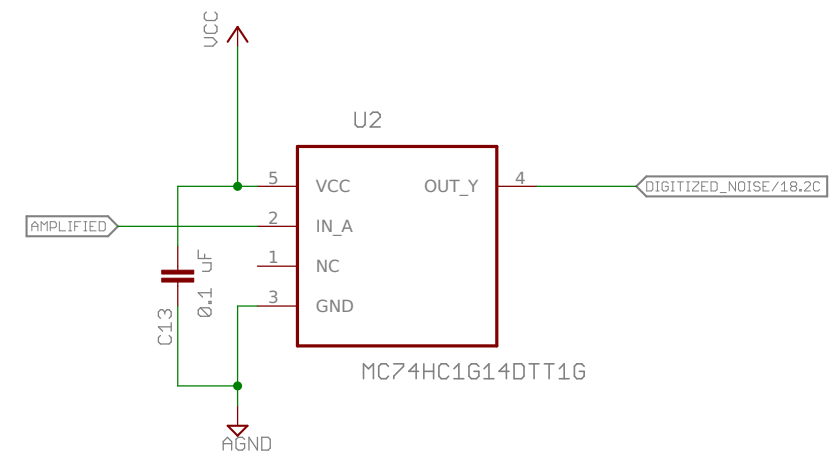 VCC
U2
5
VCC
OUT_Y
4
DIGITIZED_NOISE/18.2C
AMPLIFIED
2
IN_A
1
NC
0.1 uF
C13
3
GND
MC74HC1G14DTT1G
AGND